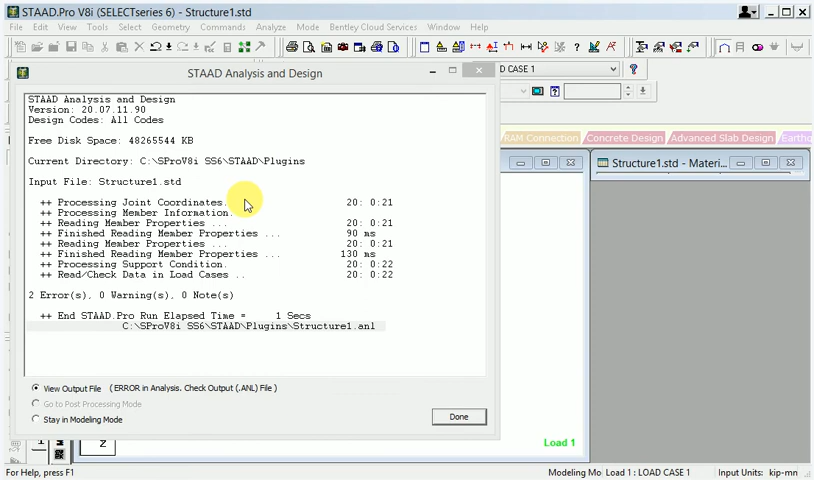 STAAD.Pro V8i (SELECTseries 6) - Structure1.std
File Edit View Tools Select Geometry Commands Analyze Mode Bentley Cloud Services Window Help
STAAD Analysis and Design
D CASE 1
STAAD Analysis and Design
Version: 20.07.11.90
Design Codes: All Codes
Free Disk Space: 48265544 KB
RAM Connection Concrete Design Advanced Slab Design Eartho
Current Directory: C:\SProV8i SS6\STAAD\Plugins
Structure1.std - Materi...
Input File: Structure1.std
++ Processing Joint Coordinates. 20: 0:21
++ Processing Member Information.
++ Reading Member Properties ... 20: 0:21
++ Finished Reading Member Properties ... 90 ms
++ Reading Member Properties ... 20: 0:21
++ Finished Reading Member Properties ... 130 ms
++ Processing Support Condition. 20: 0:22
++ Read/Check Data in Load Cases .. 20: 0:22
2 Error(s), 0 Warning(s), 0 Note(s)
++ End STAAD.Pro Run Elapsed Time = 1 Secs
C:\SProV8i SS6\STAAD\Plugins\Structure1.anl
View Output File ( ERROR in Analysis. Check Output (.ANL) File )
Go to Post Processing Mode
Stay in Modeling Mode
Done
Load 1
For Help, press F1
Modeling Mo Load 1 : LOAD CASE 1 Input Units: kip-mn